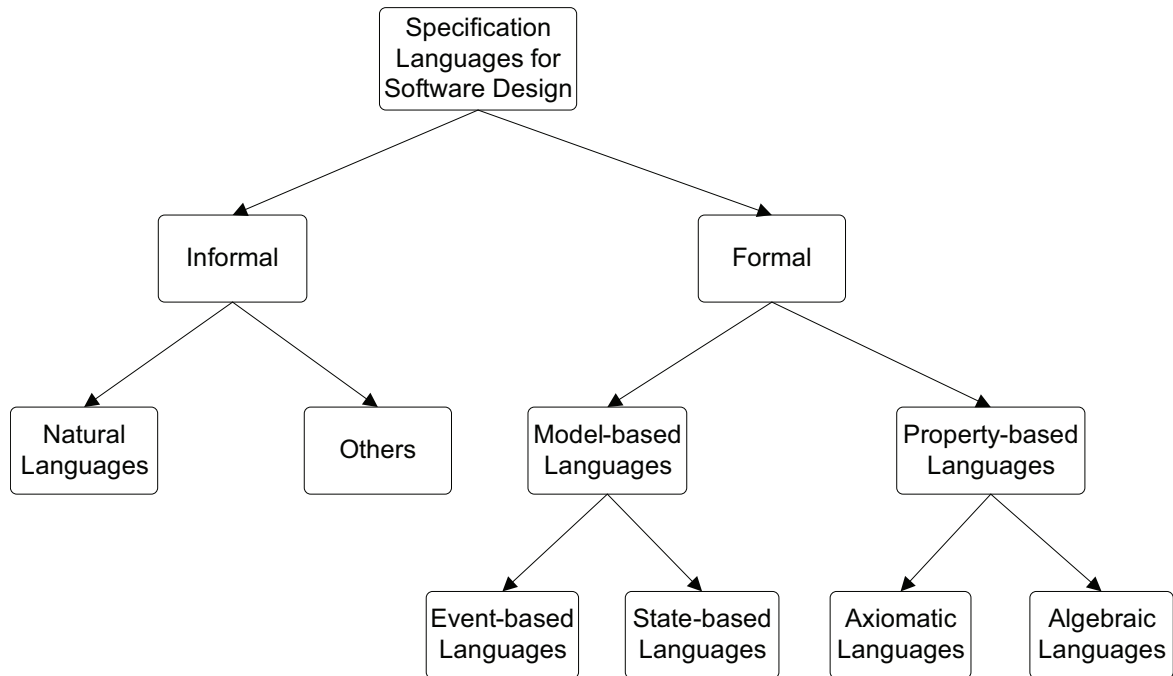 Specification
Languages for
Software Design
Informal
Formal
Natural
Languages
Others
Model-based
Languages
Property-based
Languages
Event-based
Languages
State-based
Languages
Axiomatic
Languages
Algebraic
Languages